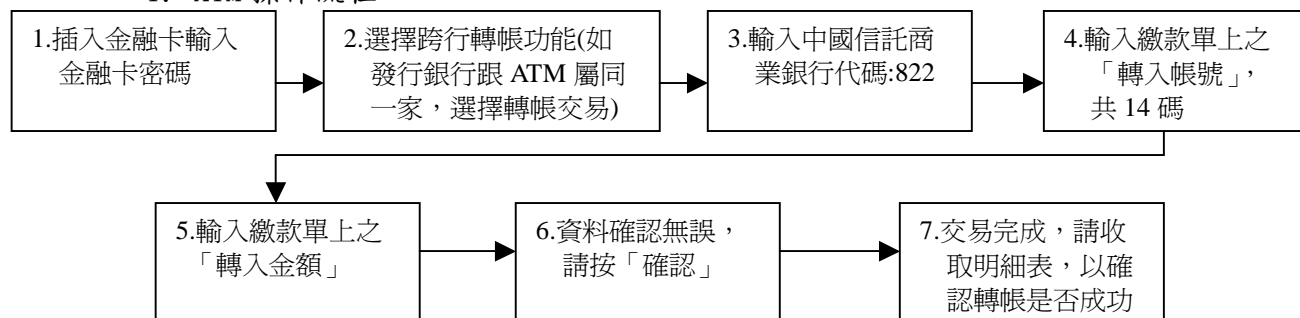 1.插入金融卡輸入
金融卡密碼
2.選擇跨行轉帳功能(如
發行銀行跟 ATM 屬同
一家，選擇轉帳交易)
3.輸入中國信託商
業銀行代碼:822
4.輸入繳款單上之
「轉入帳號」，
共 14 碼
5.輸入繳款單上之
「轉入金額」
6.資料確認無誤，
請按「確認」
7.交易完成，請收
取明細表，以確
認轉帳是否成功